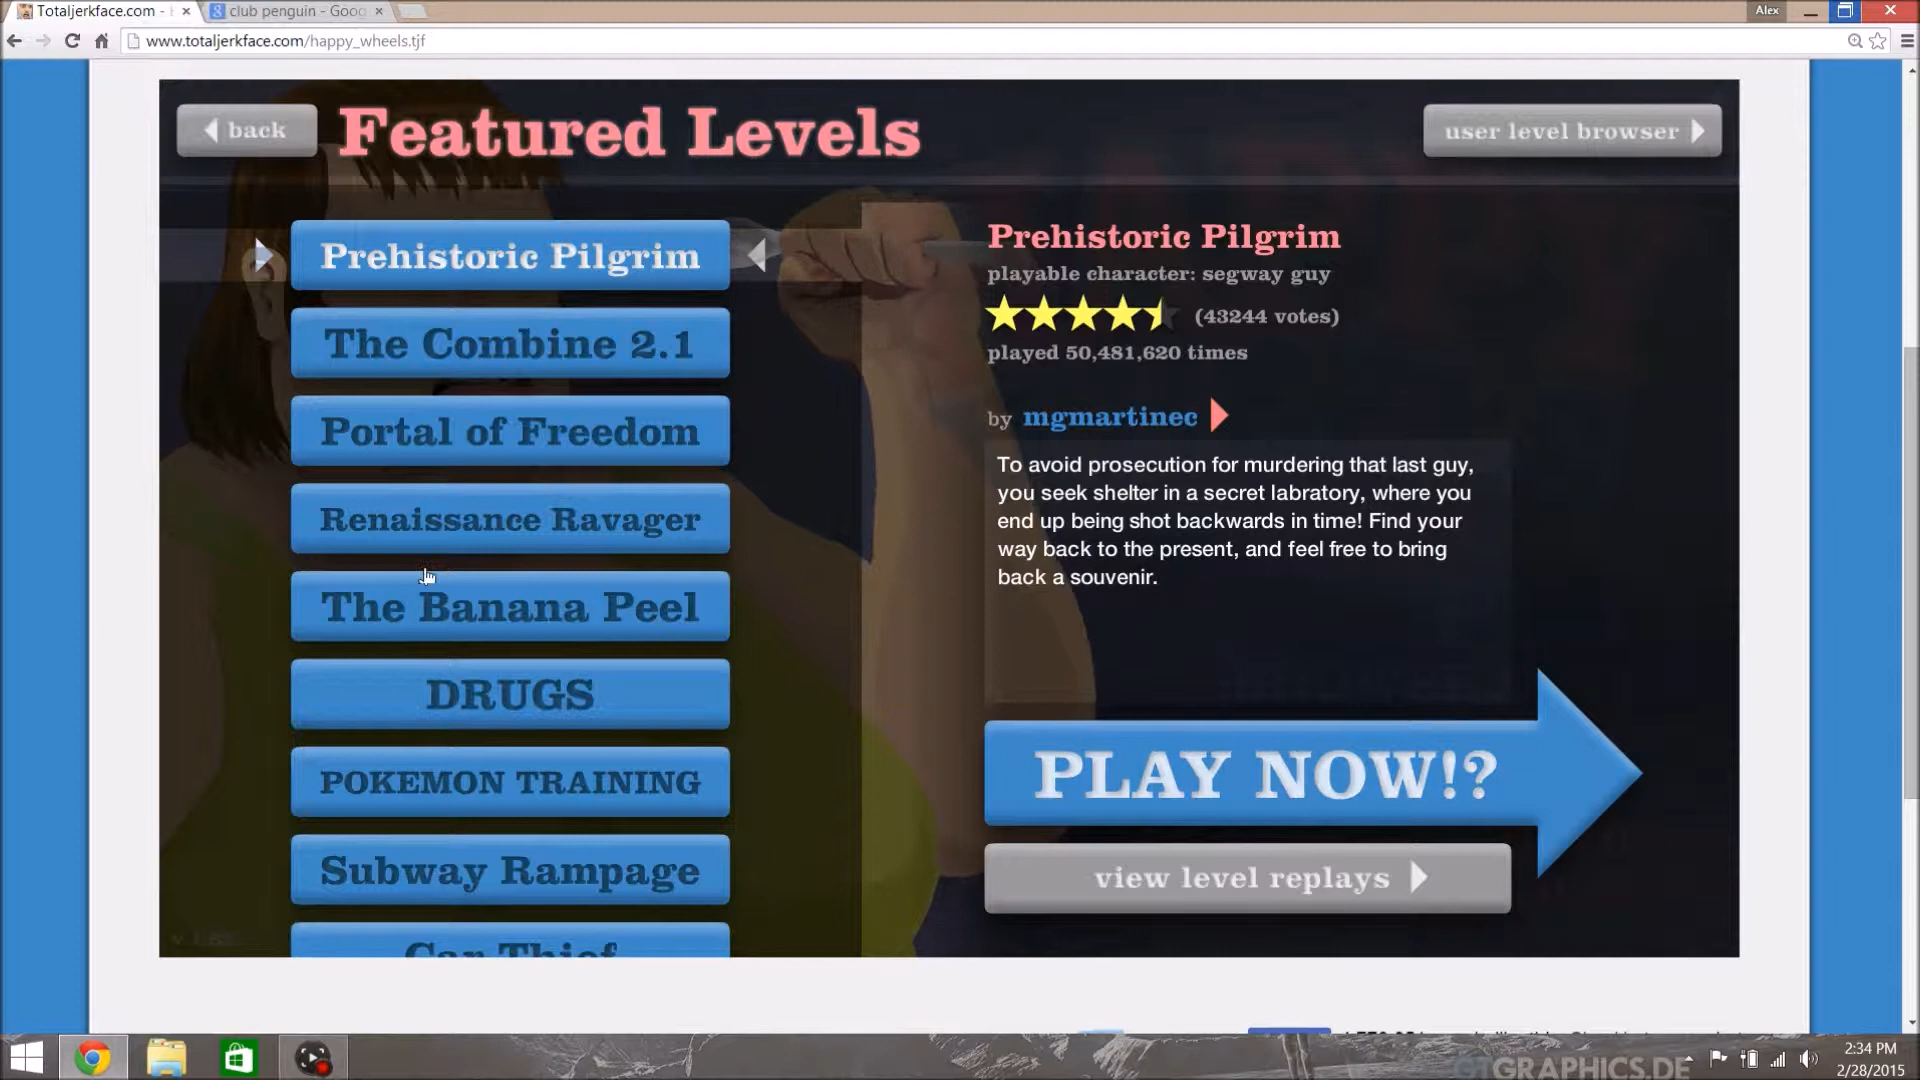 Totaljerkface.com -
club penguin - Goog
Alex
www.totaljerkface.com/happy_wheels.tjf
back
Featured Levels
user level browser
Prehistoric Pilgrim
The Combine 2.1
Portal of Freedom
Renaissance Ravager
The Banana Peel
DRUGS
POKEMON TRAINING
Subway Rampage
Car Thief
Prehistoric Pilgrim
playable character: segway guy
(43244 votes)
played 50,481,620 times
by mgmartinec
To avoid prosecution for murdering that last guy,
you seek shelter in a secret labratory, where you
end up being shot backwards in time! Find your
way back to the present, and feel free to bring
back a souvenir.
PLAY NOW!?
view level replays
GTGRAPHICS.DE
2:34 PM
2/28/2015